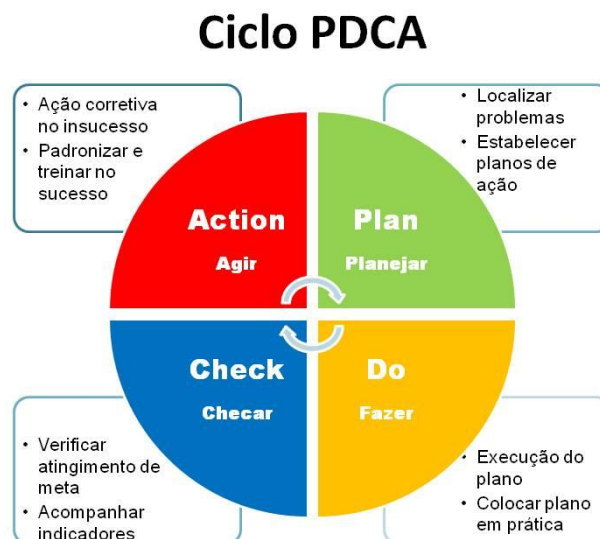 Ciclo PDCA
• Ação corretiva
no insucesso
• Padronizar e
treinar no
sucesso
• Localizar
problemas
• Estabelecer
planos de
ação
Action
Agir
Plan
Planejar
Check
Checar
Do
Fazer
• Verificar
atingimento de
meta
• Acompanhar
indicadores
• Execução do
plano
• Colocar plano
em prática